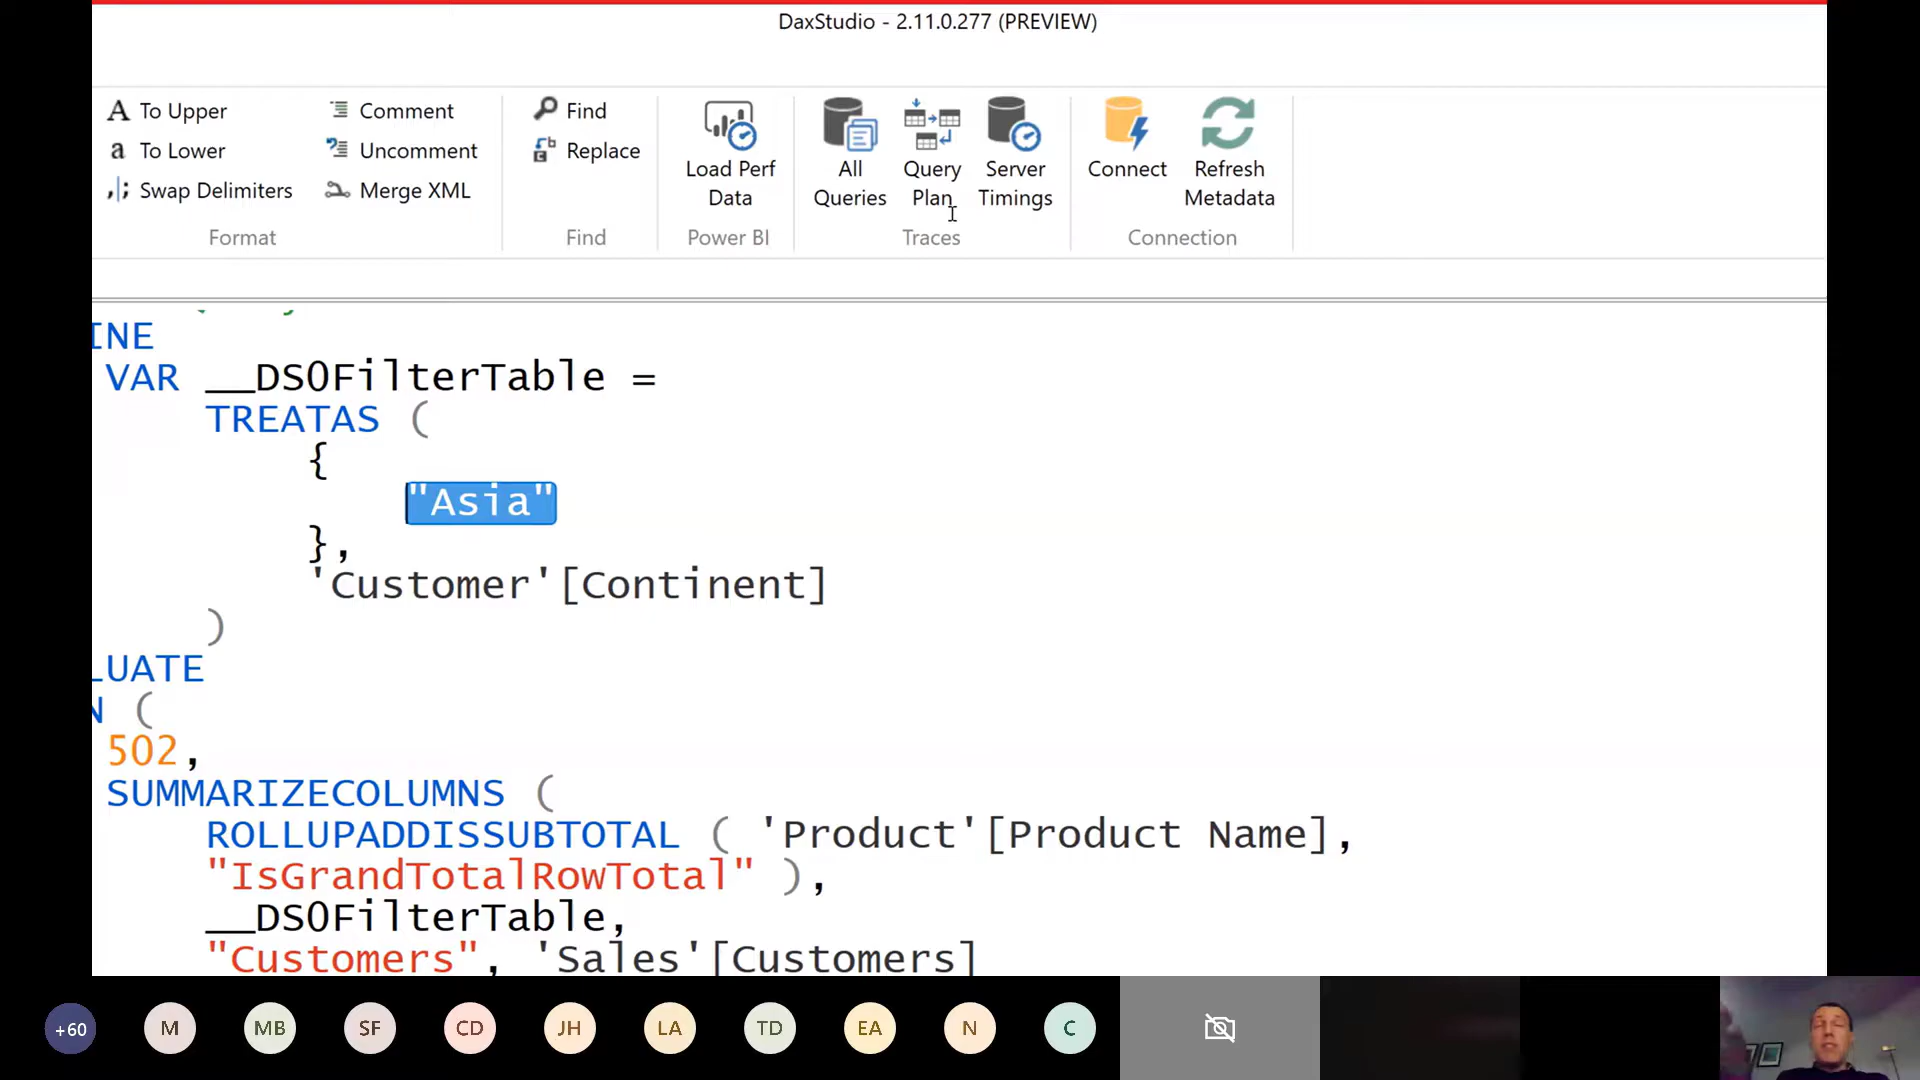 DaxStudio - 2.11.0.277 (PREVIEW)
A To Upper
a To Lower
Swap Delimiters
Comment
Uncomment
Merge XML
Format
Find
Replace
Find
Load Perf
Data
Power BI
All
Queries
Query
Plan
Server
Timings
Traces
Connect
Refresh
Metadata
Connection
INE
VAR __DS0FilterTable =
TREATAS (
{
"Asia"
},
'Customer'[Continent]
)
LUATE
N (
502,
SUMMARIZECOLUMNS (
ROLLUPADDISSUBTOTAL ( 'Product'[Product Name],
"IsGrandTotalRowTotal" ),
__DS0FilterTable,
"Customers", 'Sales'[Customers]
+60 M MB SF CD JH LA TD EA N C